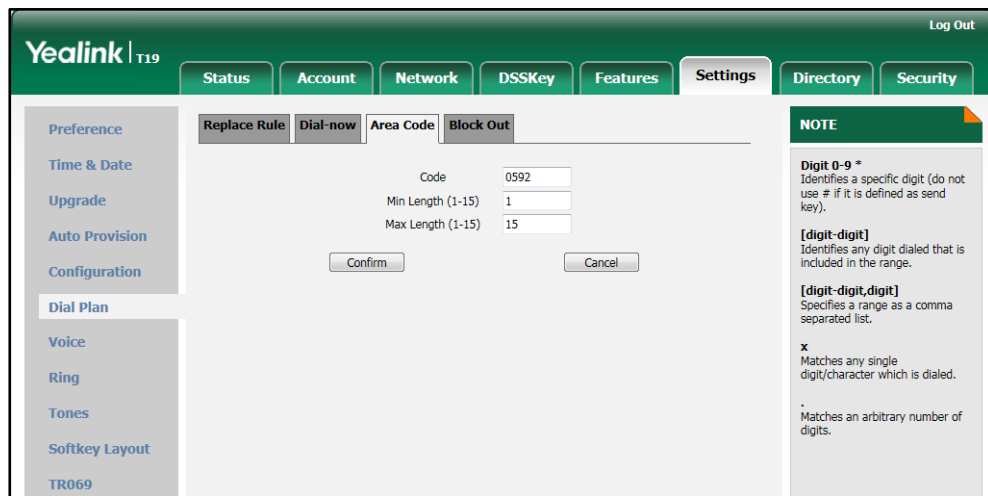 Log Out
Yealink T19
Status Account Network DSSKey Features Settings Directory Security
Preference
Time & Date
Upgrade
Auto Provision
Configuration
Dial Plan
Voice
Ring
Tones
Softkey Layout
TR069
Replace Rule Dial-now Area Code Block Out
Code 0592
Min Length (1-15) 1
Max Length (1-15) 15
Confirm Cancel
NOTE
Digit 0-9 *
Identifies a specific digit (do not
use # if it is defined as send
key).
[digit-digit]
Identifies any digit dialed that is
included in the range.
[digit-digit,digit]
Specifies a range as a comma
separated list.
x
Matches any single
digit/character which is dialed.
.
Matches an arbitrary number of
digits.